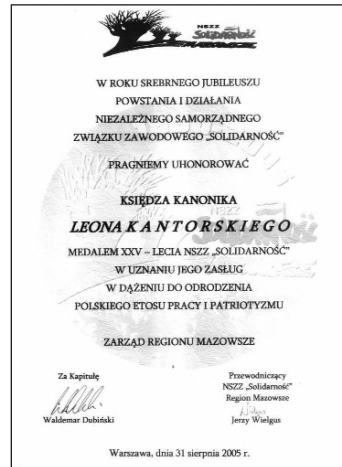 NSZZ
Solidarność
MAZOWSZE
W ROKU SREBRNEGO JUBILEUSZU
POWSTANIA I DZIAŁANIA
NIEZALEŻNEGO SAMORZĄDNEGO
ZWIĄZKU ZAWODOWEGO „SOLIDARNOŚĆ”
PRAGNIEMY UHONOROWAĆ
KSIĘDZA KANONIKA
LEONA KANTORSKIEGO
MEDALEM XXV – LECIA NSZZ „SOLIDARNOŚĆ”
W UZNANIU JEGO ZASŁUG
W DĄŻENIU DO ODRODZENIA
POLSKIEGO ETOSU PRACY I PATRIOTYZMU
ZARZĄD REGIONU MAZOWSZE
Za Kapitułę
Waldemar Dubiński
Przewodniczący
NSZZ „Solidarność”
Region Mazowsze
Jerzy Wielgus
Warszawa, dnia 31 sierpnia 2005 r.